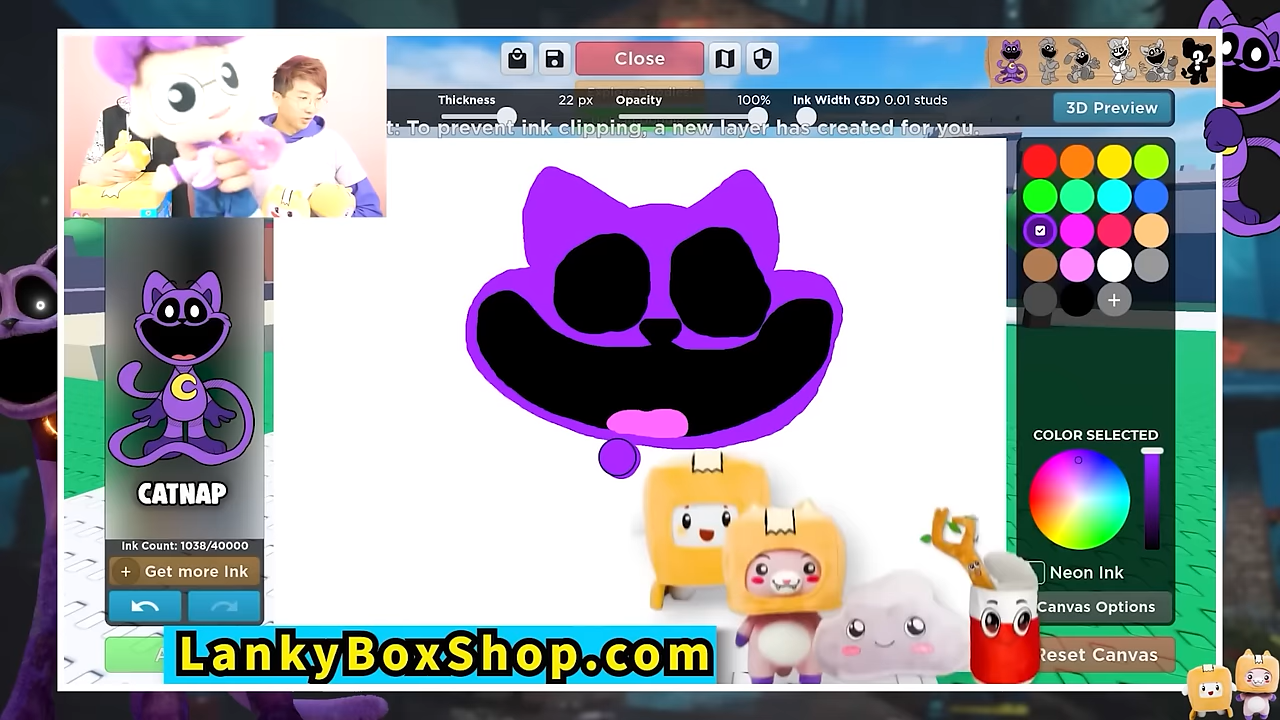 Close
Thickness 22 px Opacity 100% Ink Width (3D) 0.01 studs
3D Preview
t: To prevent ink clipping, a new layer has created for you.
C
CATNAP
?
COLOR SELECTED
Ink Count: 1038/40000
+ Get more Ink
Neon Ink
Canvas Options
Reset Canvas
LankyBoxShop.com